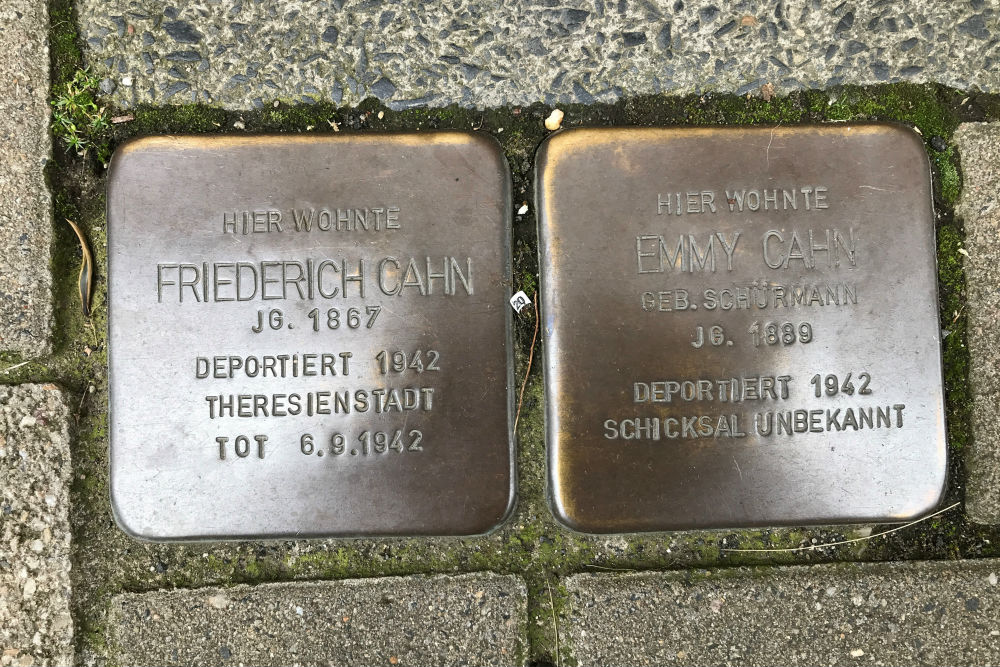 HIER WOHNTE
FRIEDERICH CAHN
JG. 1867
DEPORTIERT 1942
THERESIENSTADT
TOT 6.9.1942
HIER WOHNTE
EMMY CAHN
GEB. SCHÜRMANN
JG. 1889
DEPORTIERT 1942
SCHICKSAL UNBEKANNT
20